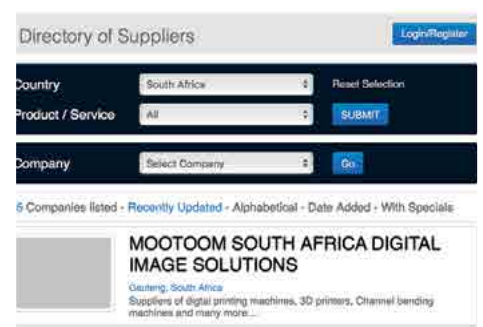 Directory of Suppliers
Login/Register
Country
South Africa
Reset Selection
Product / Service
All
SUBMIT
Company
Select Company
Go
Companies listed - Recently Updated - Alphabetical - Date Added - With Specials
MOOTOOM SOUTH AFRICA DIGITAL
IMAGE SOLUTIONS
Gauteng, South Africa
Suppliers of digtal printing machines, 3D printers, Channel bending
machines and many more...